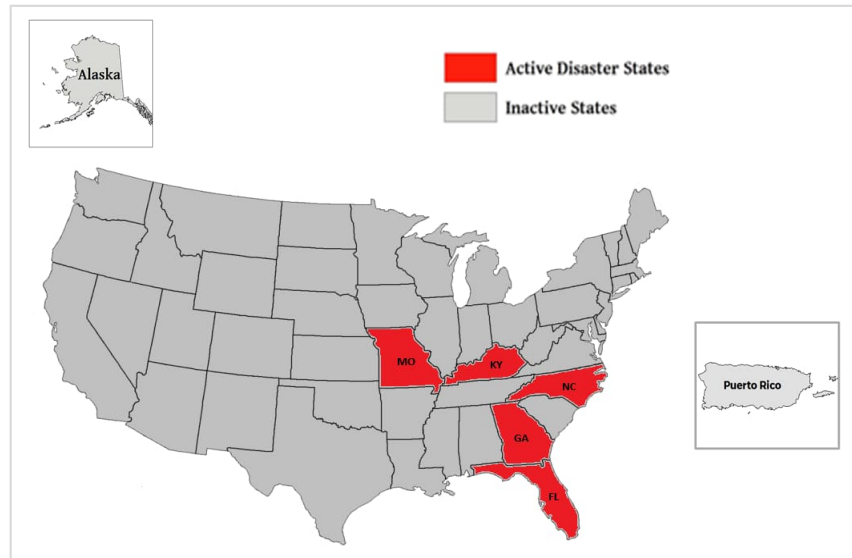 Alaska
Active Disaster States
Inactive States
MO
KY
NC
GA
FL
Puerto Rico